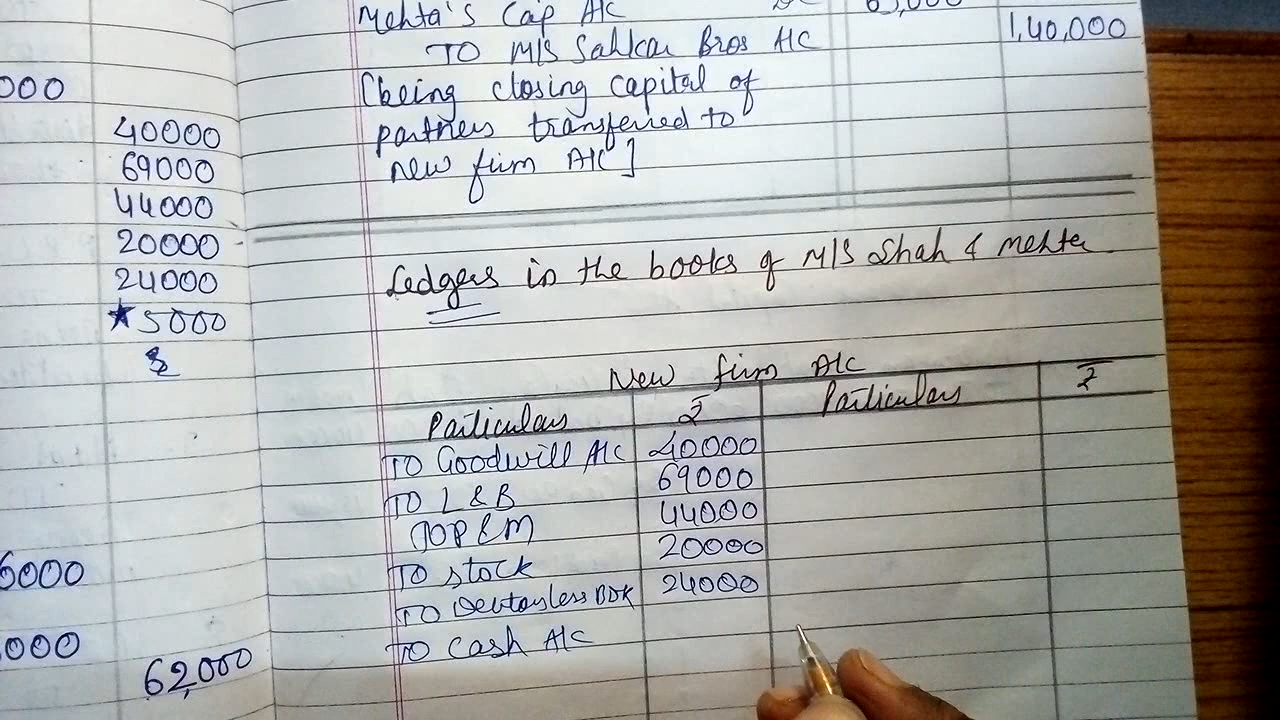 000
40000
69000
44000
20000
24000
★5000
6000
000
62,000
Mehta's Cap A/C
1,40,000
TO M/S Sahkar Bros A/C
(being closing capital of
partners transferred to
new firm A/C]
Ledgers in the books of M/S Shah & Mehta
New firm A/C
Particulars ₹ Particulars ₹
TO Goodwill A/C 40000
TO L & B 69000
TO P & M 44000
TO Stock 20000
TO Debtors less BDR 24000
TO Cash A/C